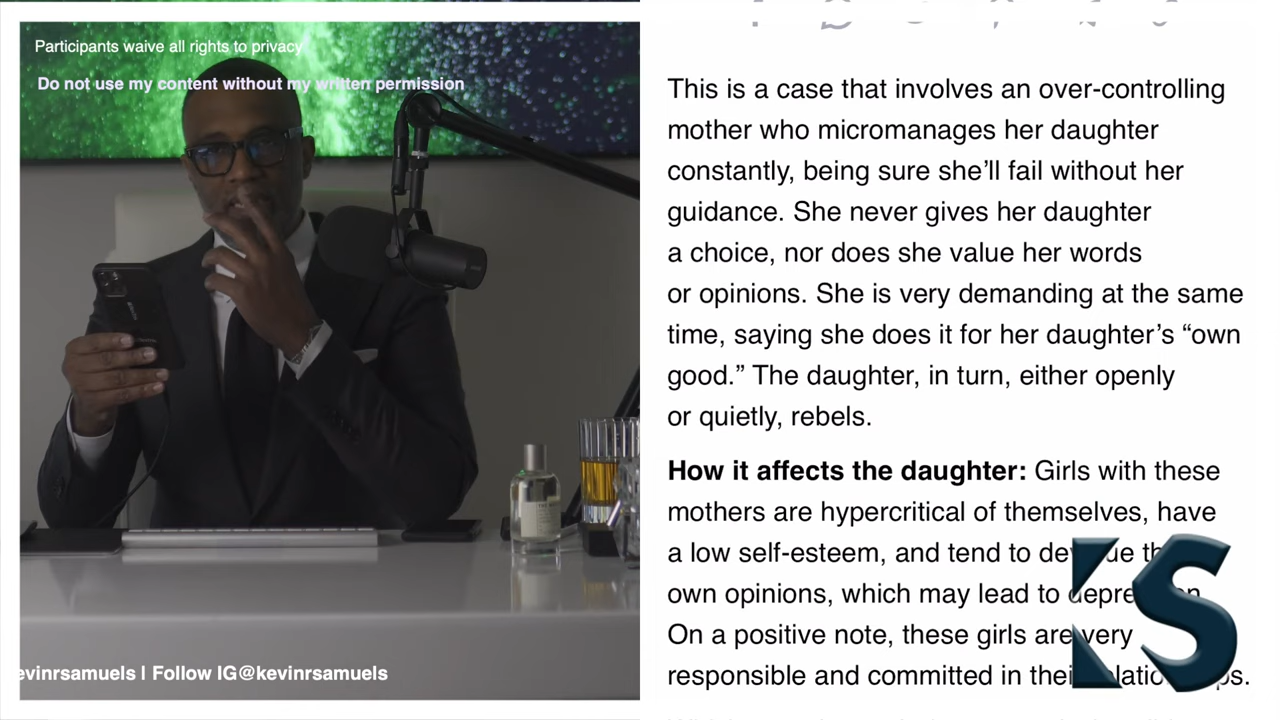 Participants waive all rights to privacy
Do not use my content without my written permission
evinrsamuels | Follow IG@kevinrsamuels
This is a case that involves an over-controlling
mother who micromanages her daughter
constantly, being sure she’ll fail without her
guidance. She never gives her daughter
a choice, nor does she value her words
or opinions. She is very demanding at the same
time, saying she does it for her daughter’s “own
good.” The daughter, in turn, either openly
or quietly, rebels.
How it affects the daughter: Girls with these
mothers are hypercritical of themselves, have
a low self-esteem, and tend to
own opinions, which may lead to
On a positive note, these girls are very
responsible and committed in
KS